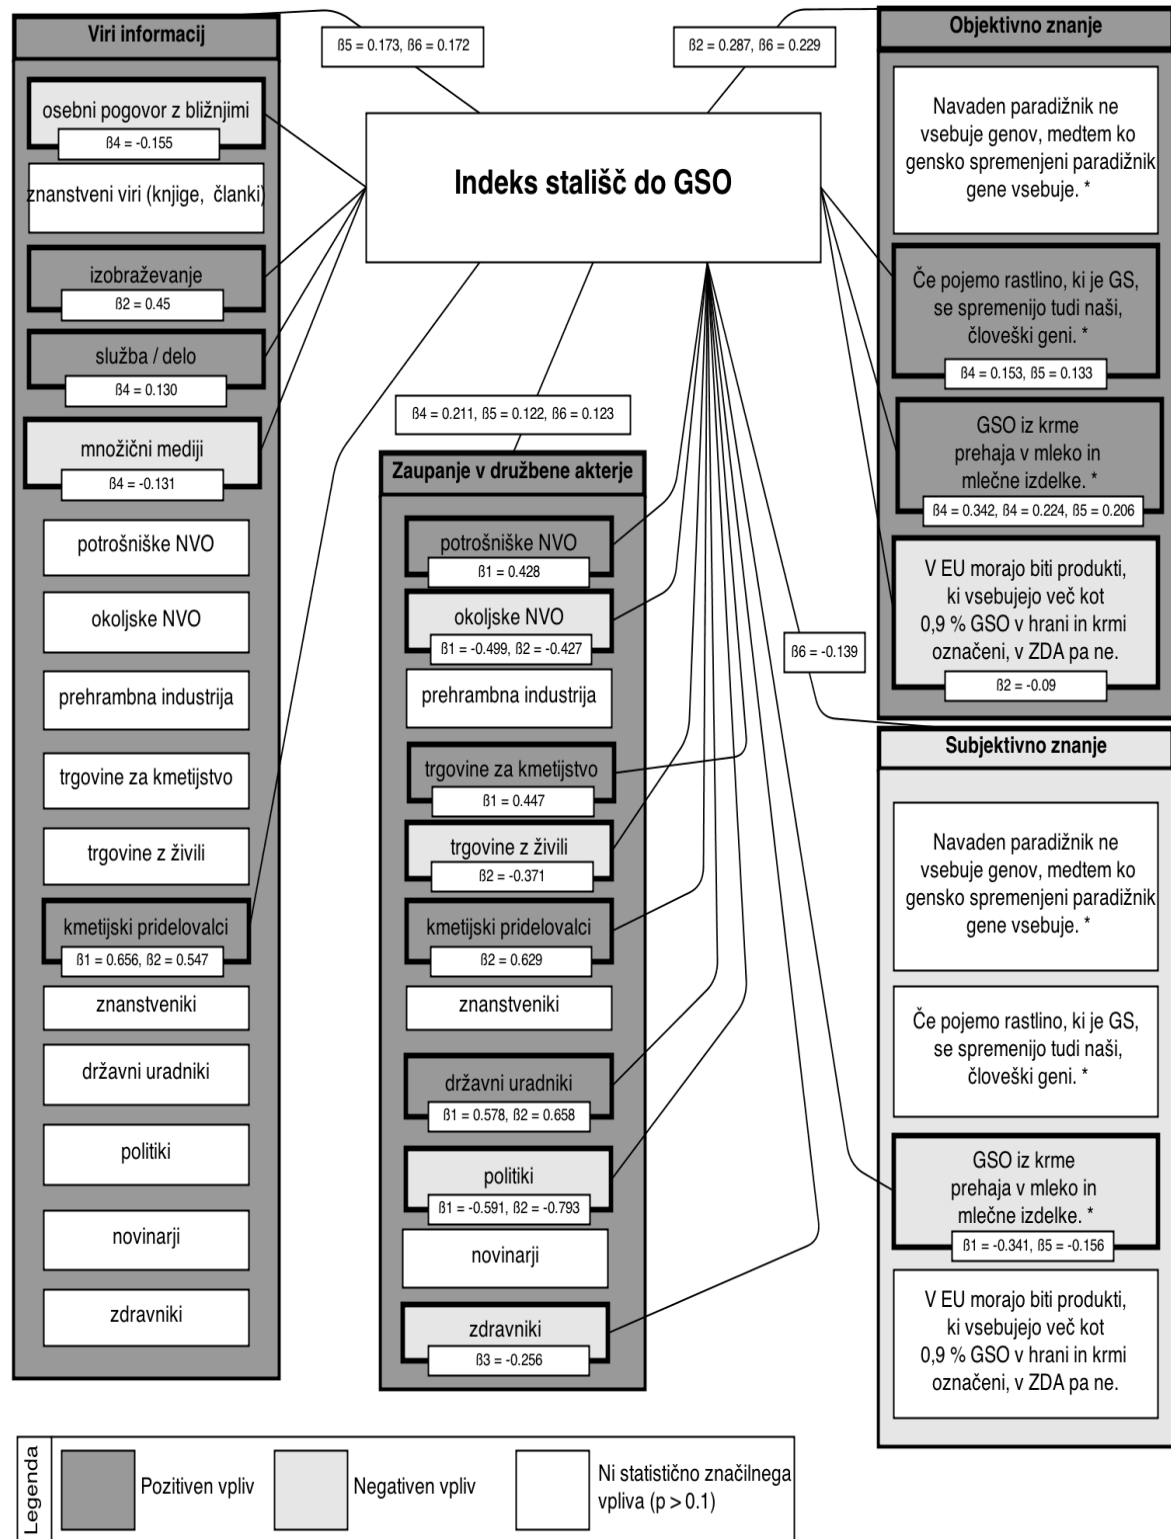 Viri informacij
osebni pogovor z bližnjimi
ß4 = -0.155
znanstveni viri (knjige, članki)
izobraževanje
ß2 = 0.45
služba / delo
ß4 = 0.130
množični mediji
ß4 = -0.131
potrošniške NVO
okoljske NVO
prehrambna industrija
trgovine za kmetijstvo
trgovine z živili
kmetijski pridelovalci
ß1 = 0.656, ß2 = 0.547
znanstveniki
državni uradniki
politiki
novinarji
zdravniki
ß5 = 0.173, ß6 = 0.172
ß2 = 0.287, ß6 = 0.229
Indeks stališč do GSO
ß4 = 0.211, ß5 = 0.122, ß6 = 0.123
Zaupanje v družbene akterje
potrošniške NVO
ß1 = 0.428
okoljske NVO
ß1 = -0.499, ß2 = -0.427
prehrambna industrija
trgovine za kmetijstvo
ß1 = 0.447
trgovine z živili
ß2 = -0.371
kmetijski pridelovalci
ß2 = 0.629
znanstveniki
državni uradniki
ß1 = 0.578, ß2 = 0.658
politiki
ß1 = -0.591, ß2 = -0.793
novinarji
zdravniki
ß3 = -0.256
ß6 = -0.139
Objektivno znanje
Navaden paradižnik ne
vsebuje genov, medtem ko
gensko spremenjeni paradižnik
gene vsebuje. *
Če pojemo rastlino, ki je GS,
se spremenijo tudi naši,
človeški geni. *
ß4 = 0.153, ß5 = 0.133
GSO iz krme
prehaja v mleko in
mlečne izdelke. *
ß4 = 0.342, ß4 = 0.224, ß5 = 0.206
V EU morajo biti produkti,
ki vsebujejo več kot
0,9 % GSO v hrani in krmi
označeni, v ZDA pa ne.
ß2 = -0.09
Subjektivno znanje
Navaden paradižnik ne
vsebuje genov, medtem ko
gensko spremenjeni paradižnik
gene vsebuje. *
Če pojemo rastlino, ki je GS,
se spremenijo tudi naši,
človeški geni. *
GSO iz krme
prehaja v mleko in
mlečne izdelke. *
ß1 = -0.341, ß5 = -0.156
V EU morajo biti produkti,
ki vsebujejo več kot
0,9 % GSO v hrani in krmi
označeni, v ZDA pa ne.
Legenda
Pozitiven vpliv
Negativen vpliv
Ni statistično značilnega
vpliva (p > 0.1)